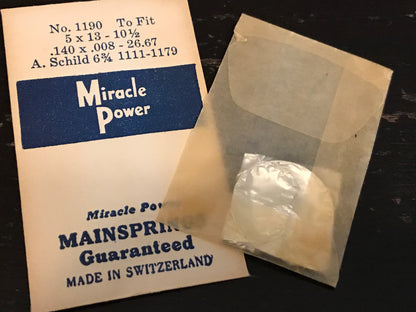 No. 1190 To Fit
5 x 13 - 10½
.140 x .008 - 26.67
A. Schild 6¾ 1111-1179
Miracle
Power
Miracle
MAINSPRING
Guaranteed
MADE IN SWITZERLAND